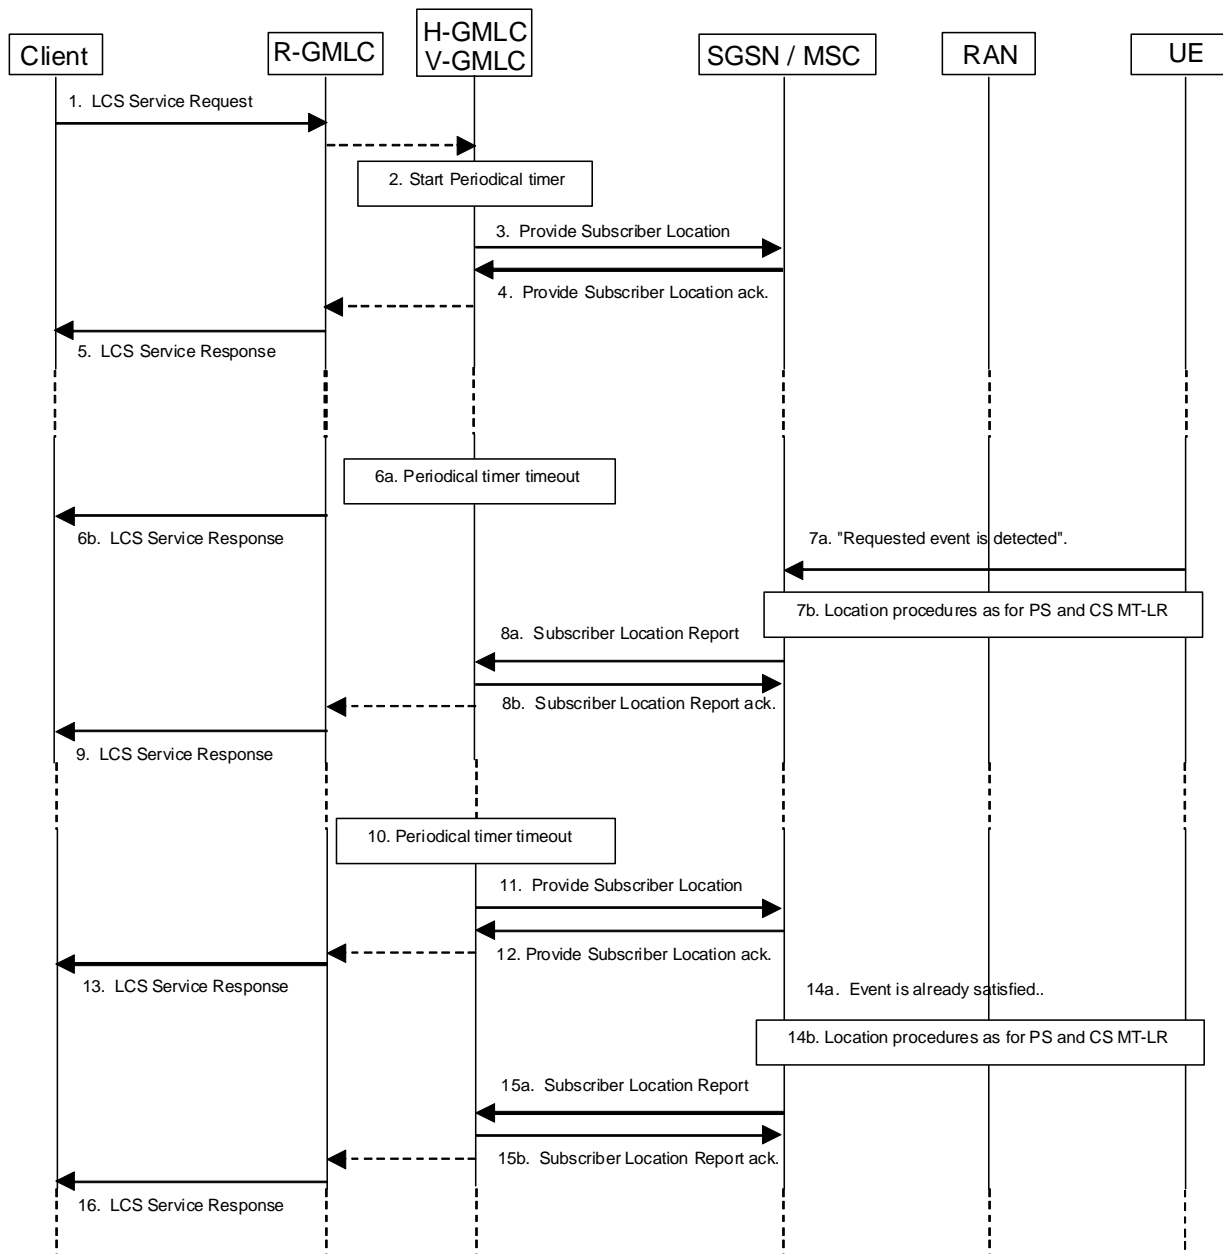 Client
R-GMLC
H-GMLC
V-GMLC
SGSN / MSC
RAN
UE
1. LCS Service Request
2. Start Periodical timer
3. Provide Subscriber Location
4. Provide Subscriber Location ack.
5. LCS Service Response
6a. Periodical timer timeout
6b. LCS Service Response
7a. "Requested event is detected".
7b. Location procedures as for PS and CS MT-LR
8a. Subscriber Location Report
8b. Subscriber Location Report ack.
9. LCS Service Response
10. Periodical timer timeout
11. Provide Subscriber Location
12. Provide Subscriber Location ack.
13. LCS Service Response
14a. Event is already satisfied..
14b. Location procedures as for PS and CS MT-LR
15a. Subscriber Location Report
15b. Subscriber Location Report ack.
16. LCS Service Response